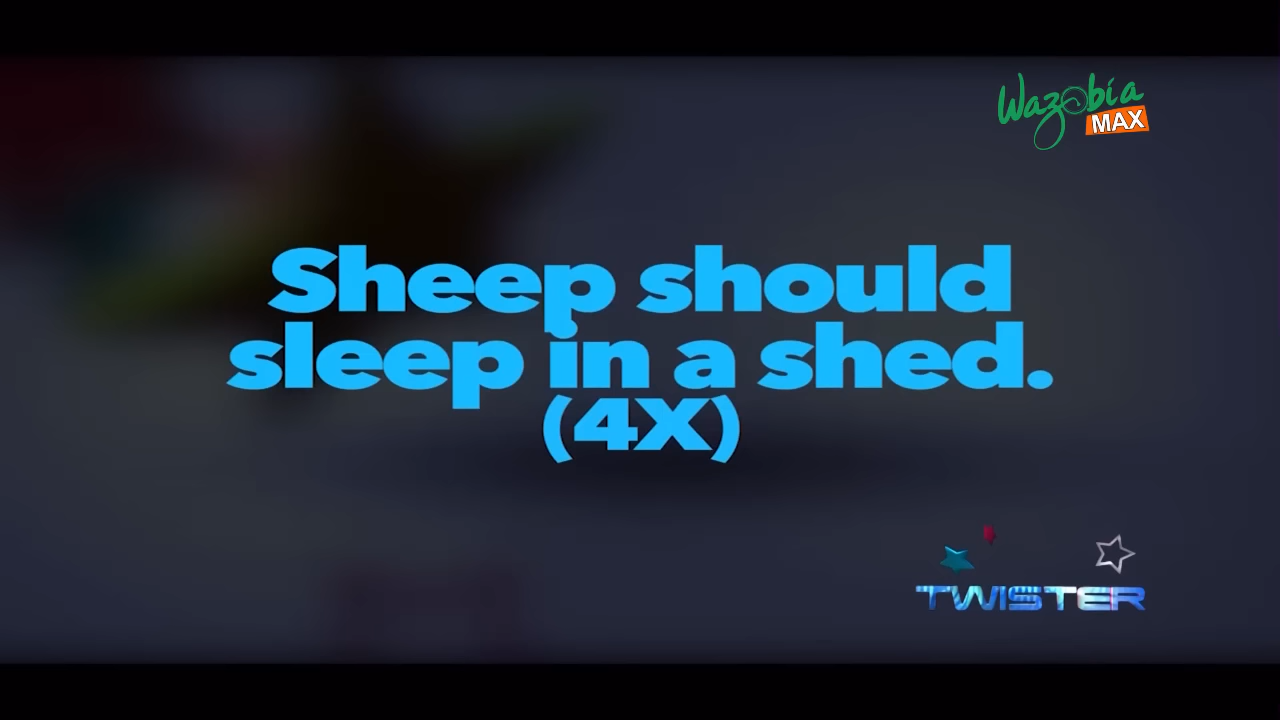 Wazobia
MAX
Sheep should
sleep in a shed.
(4X)
TWISTER